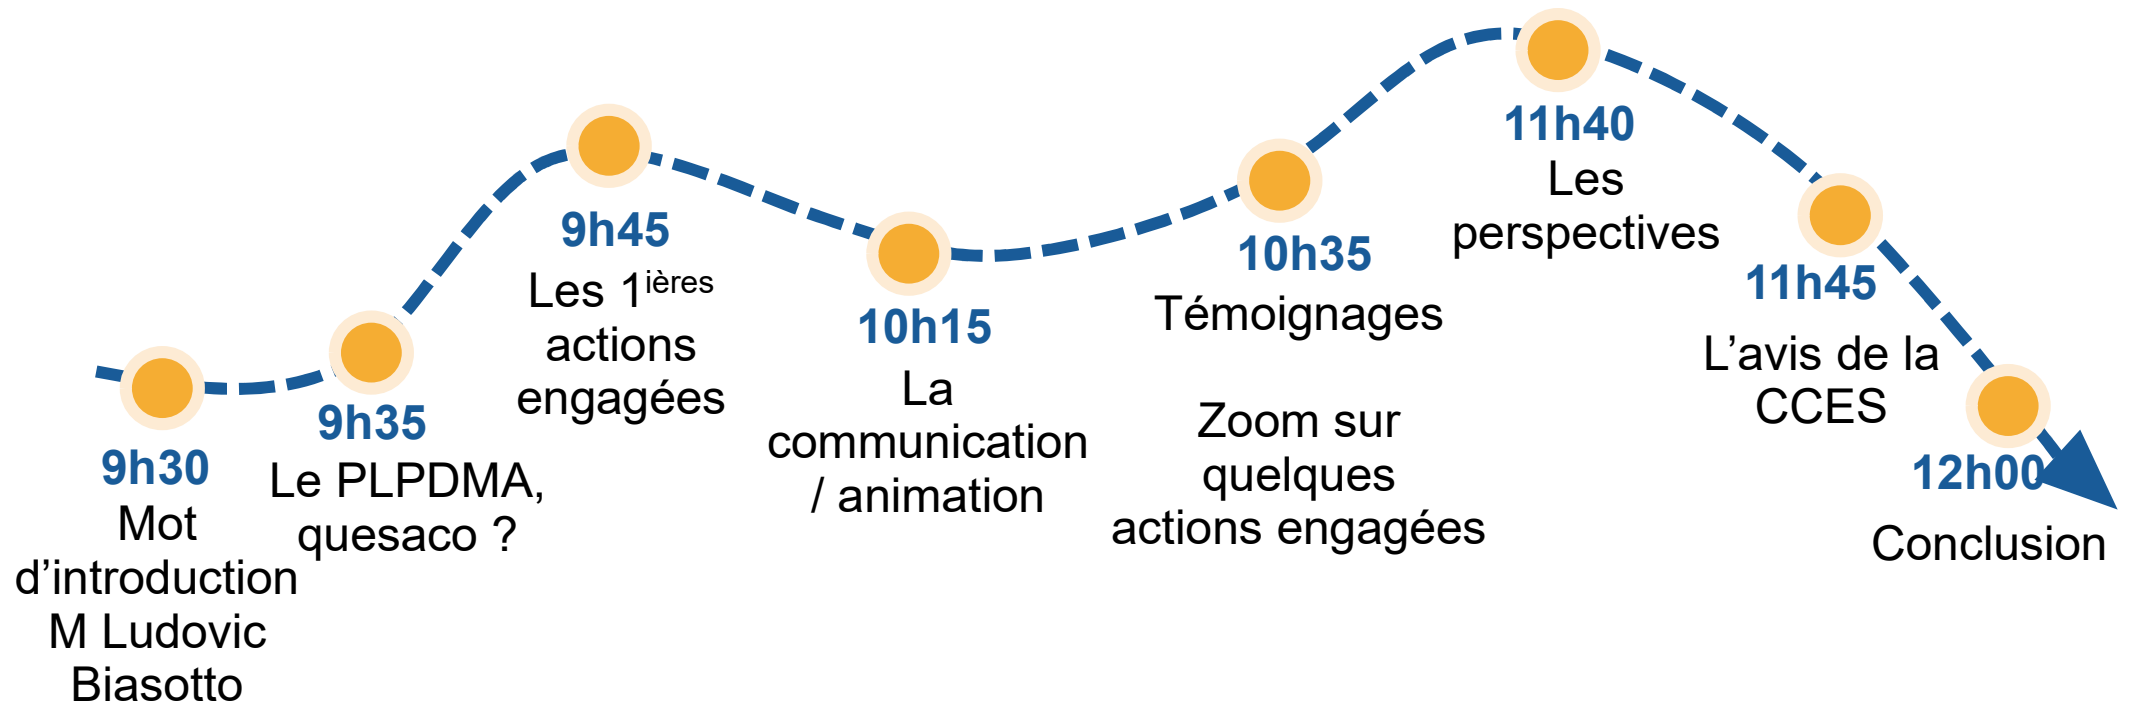 9h30
Mot
d’introduction
M Ludovic
Biasotto
9h35
Le PLPDMA,
quesaco ?
9h45
Les 1ières
actions
engagées
10h15
La
communication
/ animation
10h35
Témoignages
Zoom sur
quelques
actions engagées
11h40
Les
perspectives
11h45
L’avis de la
CCES
12h00
Conclusion